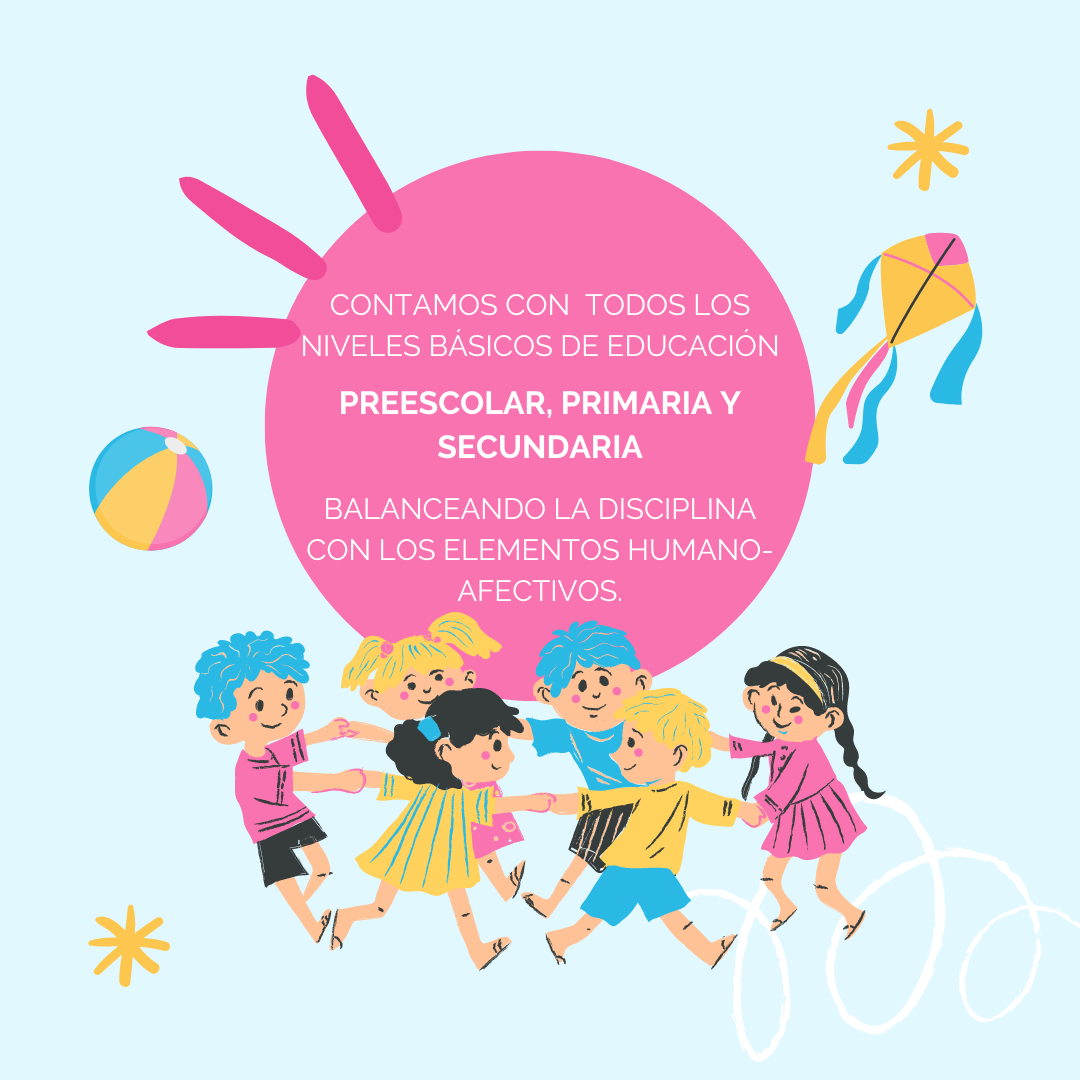 CONTAMOS CON  TODOS LOS
NIVELES BÁSICOS DE EDUCACIÓN
PREESCOLAR, PRIMARIA Y
SECUNDARIA
BALANCEANDO LA DISCIPLINA
CON LOS ELEMENTOS HUMANO-
AFECTIVOS.